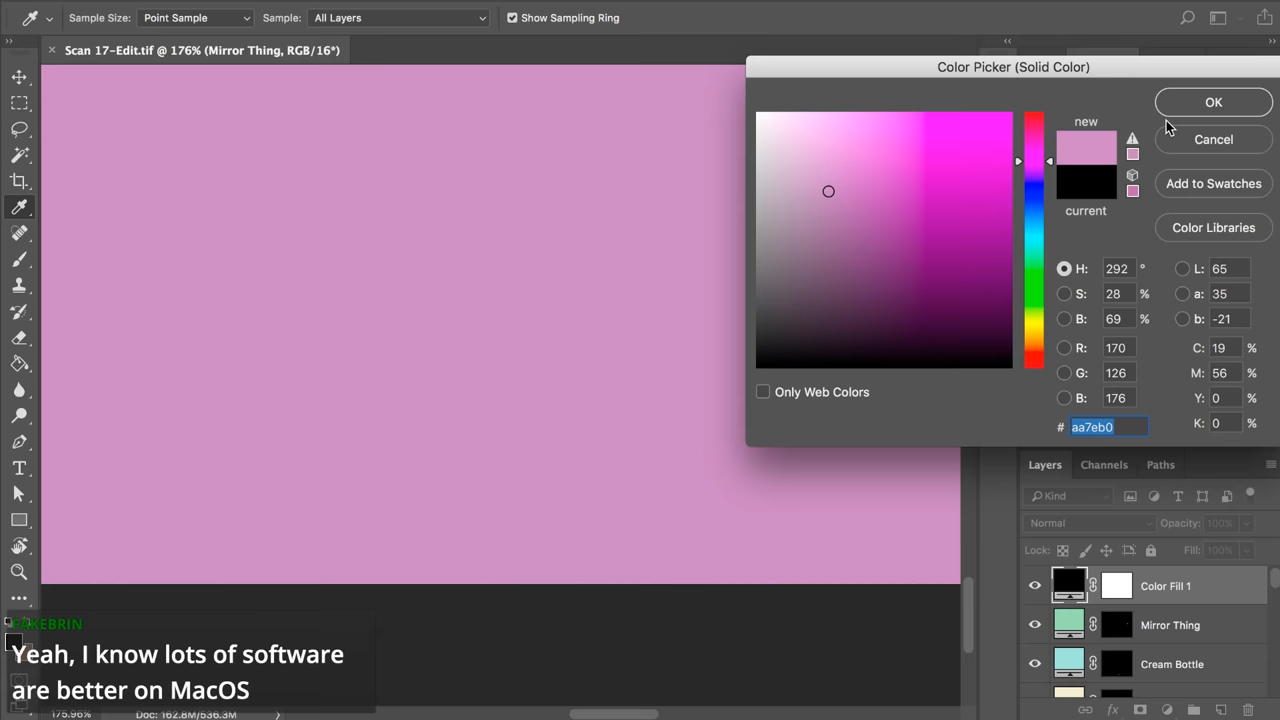 Sample Size: Point Sample Sample: All Layers Show Sampling Ring
Scan 17-Edit.tif @ 176% (Mirror Thing, RGB/16*)
Color Picker (Solid Color)
new
current
OK
Cancel
Add to Swatches
Color Libraries
H: 292 °
S: 28 %
B: 69 %
R: 170
G: 126
B: 176
# aa7eb0
L: 65
a: 35
b: -21
C: 19 %
M: 56 %
Y: 0 %
K: 0 %
Only Web Colors
Layers Channels Paths
Kind
Normal Opacity: 100%
Lock: Fill: 100%
Color Fill 1
Mirror Thing
Cream Bottle
FAKEBRIN
Yeah, I know lots of software
are better on MacOS
175.96% Doc: 162.8M/536.3M